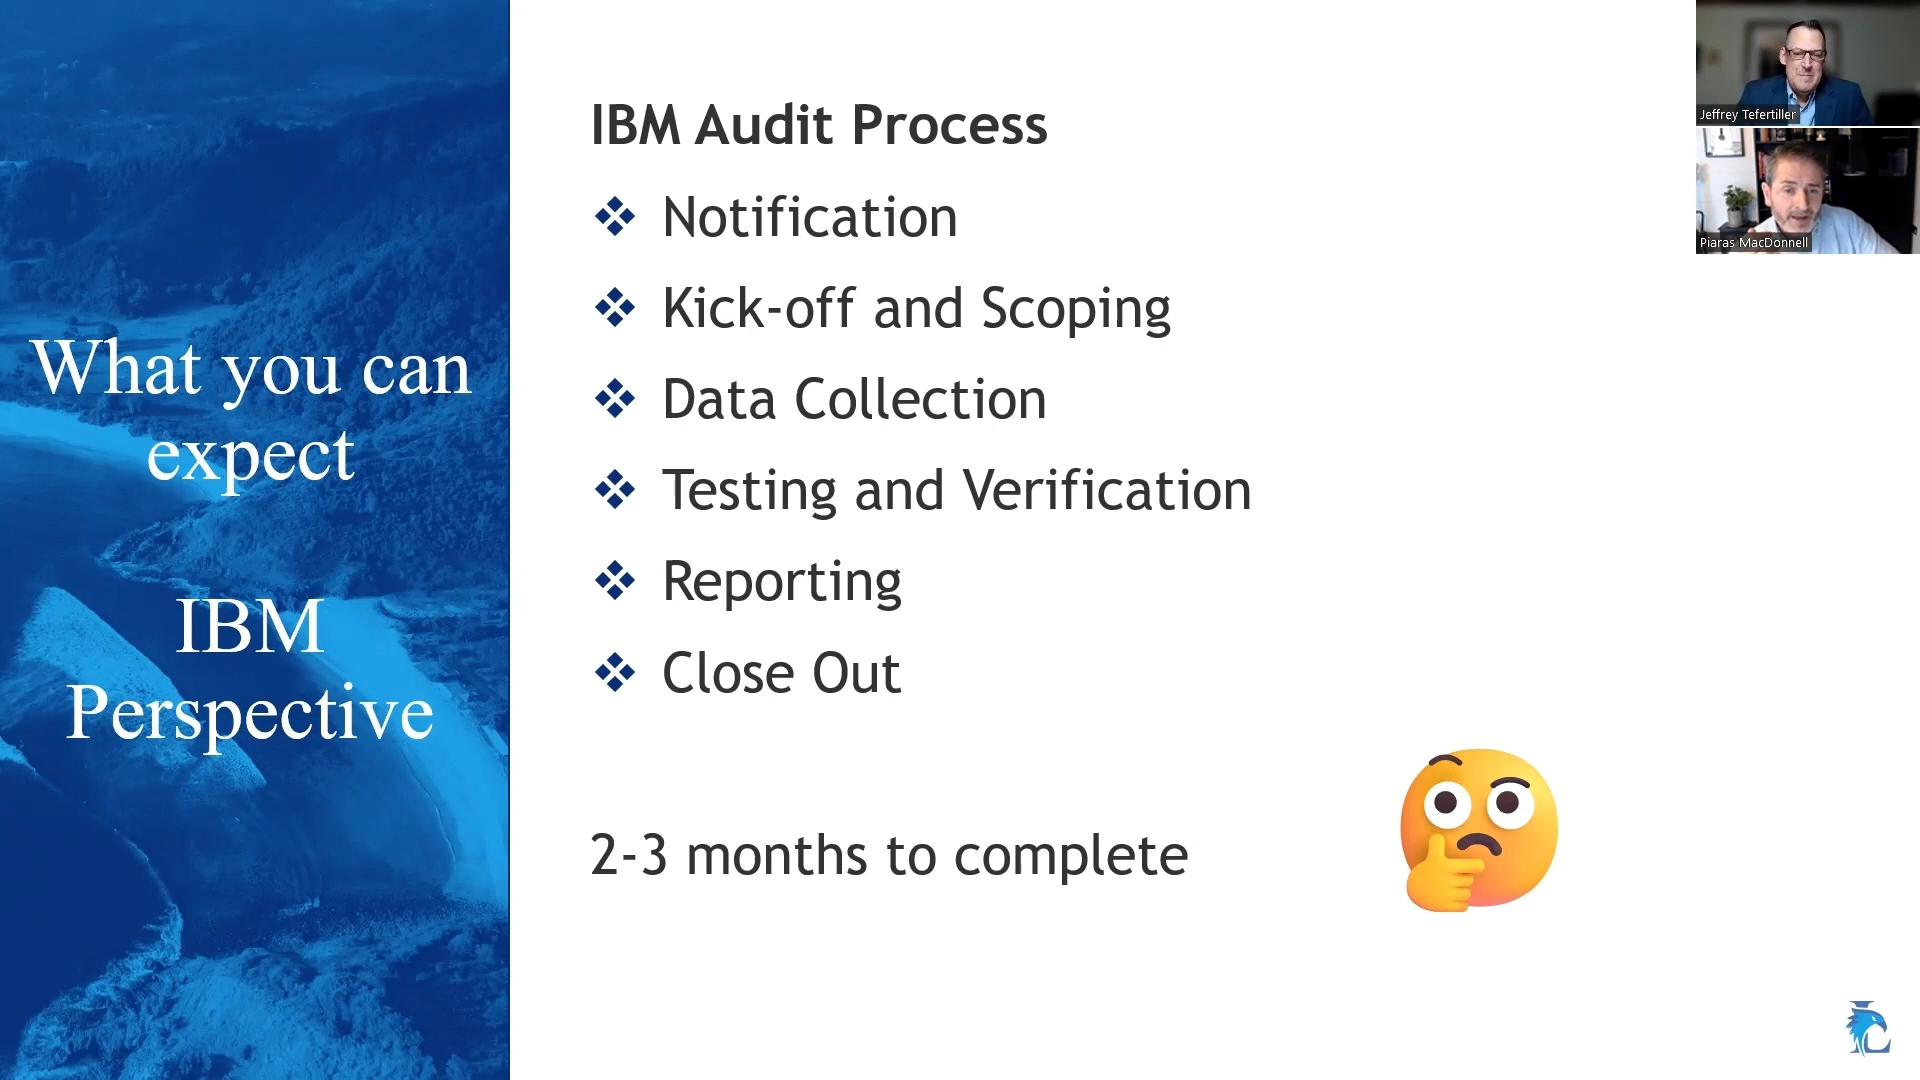 What you can
expect
IBM
Perspective
IBM Audit Process
Notification
Kick-off and Scoping
Data Collection
Testing and Verification
Reporting
Close Out
2-3 months to complete
Jeffrey Tefertiller
Piaras MacDonnell